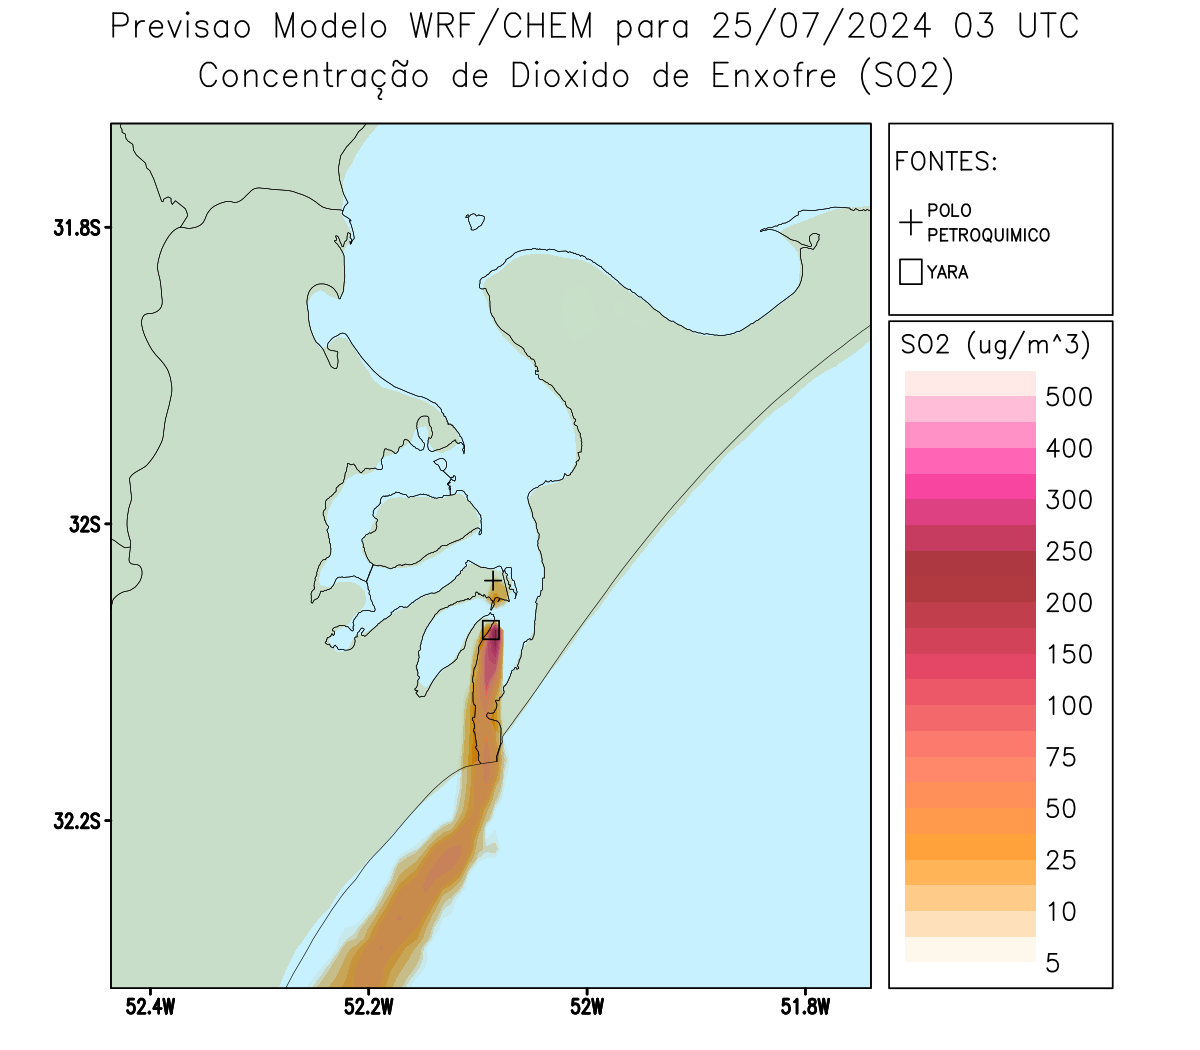 Previsao Modelo WRF/CHEM para 25/07/2024 03 UTC
Concentração de Dioxido de Enxofre (SO2)
FONTES:
POLO
PETROQUIMICO
YARA
31.8S
32S
32.2S
52.4W
52.2W
52W
51.8W
SO2 (ug/m^3)
500
400
300
250
200
150
100
75
50
25
10
5